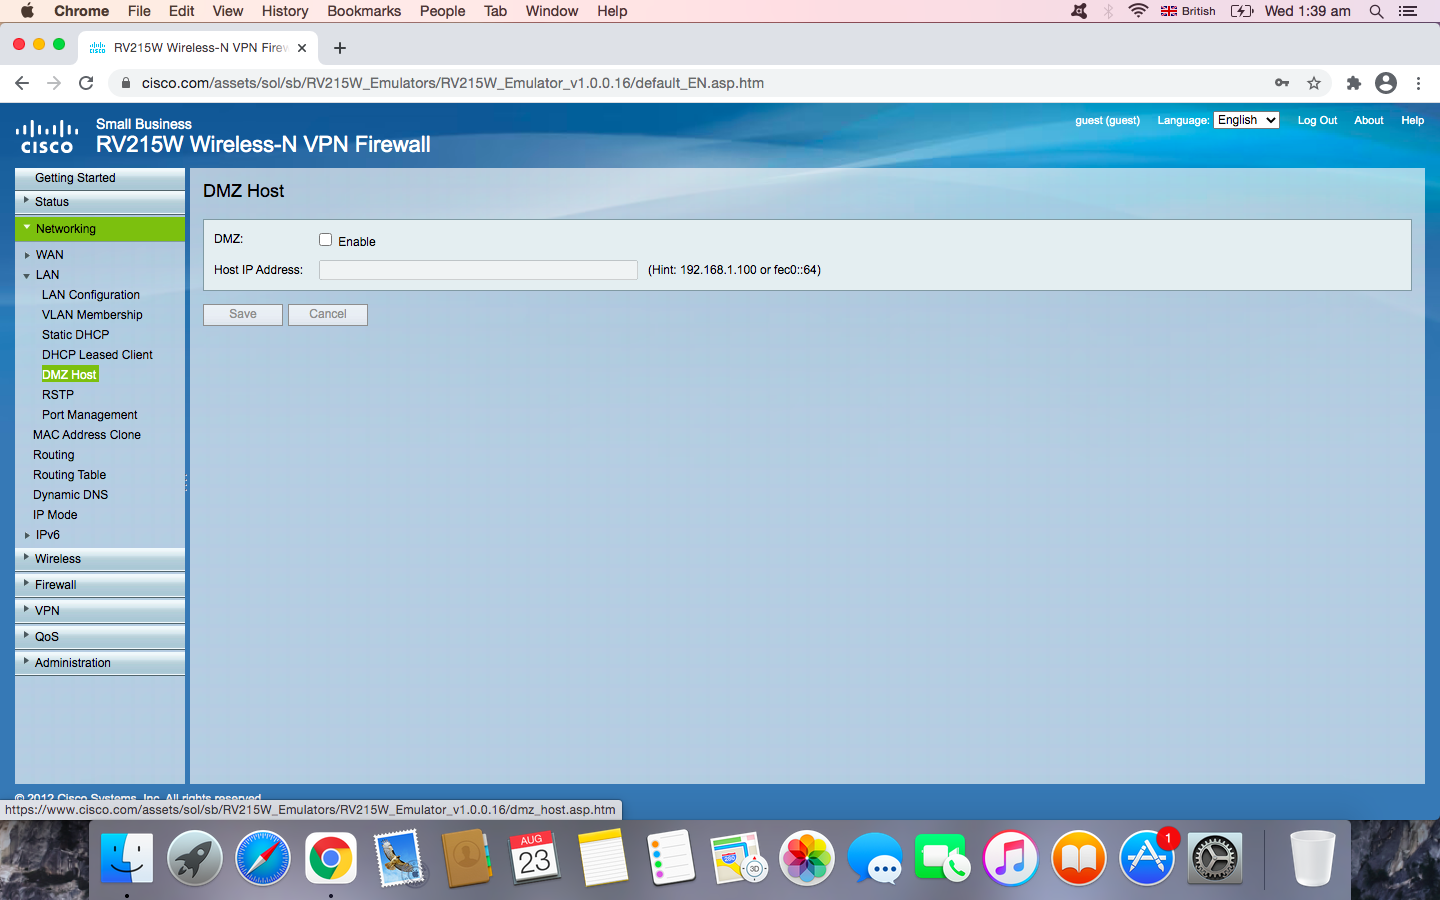 Chrome File Edit View History Bookmarks People Tab Window Help British Wed 1:39 am
RV215W Wireless-N VPN Firew
cisco.com/assets/sol/sb/RV215W_Emulators/RV215W_Emulator_v1.0.0.16/default_EN.asp.htm
Small Business
CISCO RV215W Wireless-N VPN Firewall
guest (guest) Language: English Log Out About Help
Getting Started
Status
Networking
WAN
LAN
LAN Configuration
VLAN Membership
Static DHCP
DHCP Leased Client
DMZ Host
RSTP
Port Management
MAC Address Clone
Routing
Routing Table
Dynamic DNS
IP Mode
IPv6
Wireless
Firewall
VPN
QoS
Administration
DMZ Host
DMZ: Enable
Host IP Address: (Hint: 192.168.1.100 or fec0::64)
Save Cancel
© 2012 Cisco Systems, Inc. All rights reserved.
https://www.cisco.com/assets/sol/sb/RV215W_Emulators/RV215W_Emulator_v1.0.0.16/dmz_host.asp.htm
AUG
23
280
3D
1